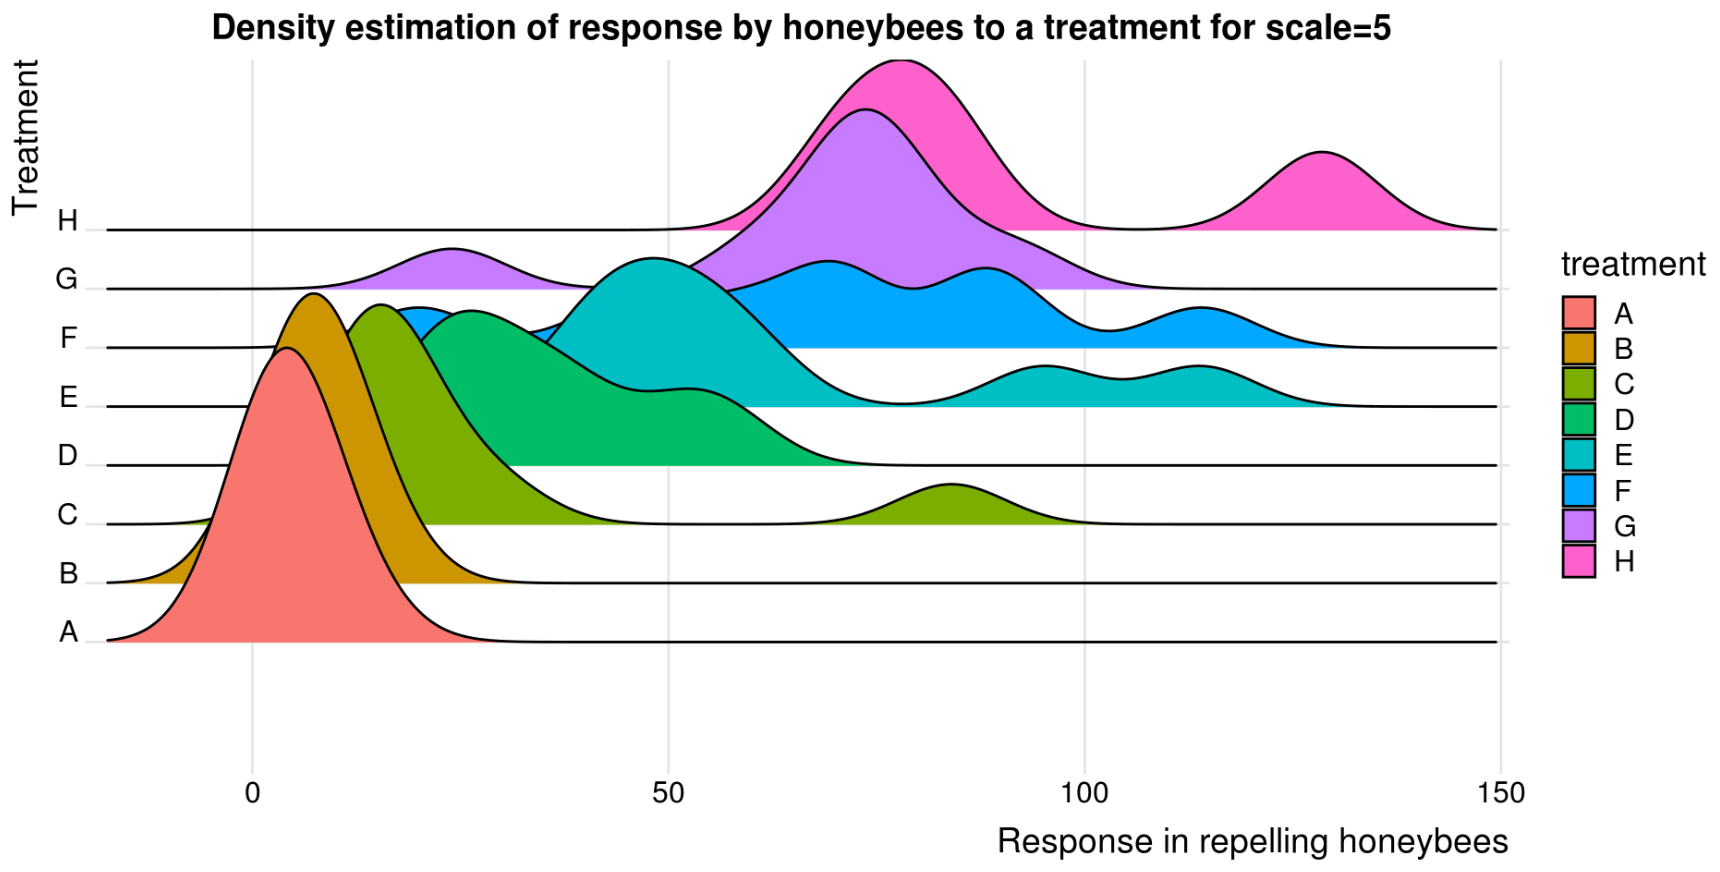 Density estimation of response by honeybees to a treatment for scale=5
Treatment
H
G
F
E
D
C
B
A
0 50 100 150
Response in repelling honeybees
treatment
A
B
C
D
E
F
G
H